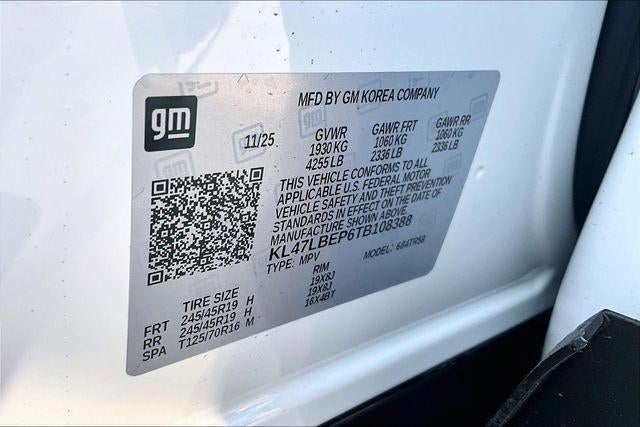 gm
MFD BY GM KOREA COMPANY
11/25
GVWR GAWR FRT GAWR RR
1930 KG 1060 KG 1060 KG
4255 LB 2336 LB 2336 LB
THIS VEHICLE CONFORMS TO ALL
APPLICABLE U.S. FEDERAL MOTOR
VEHICLE SAFETY AND THEFT PREVENTION
STANDARDS IN EFFECT ON THE DATE OF
MANUFACTURE SHOWN ABOVE.
KL47LBEP6TB108388
TYPE: MPV MODEL: 684TR58
TIRE SIZE RIM
FRT 245/45R19 H 19X8J
RR 245/45R19 H 19X8J
SPA T125/70R16 M 16X4BT